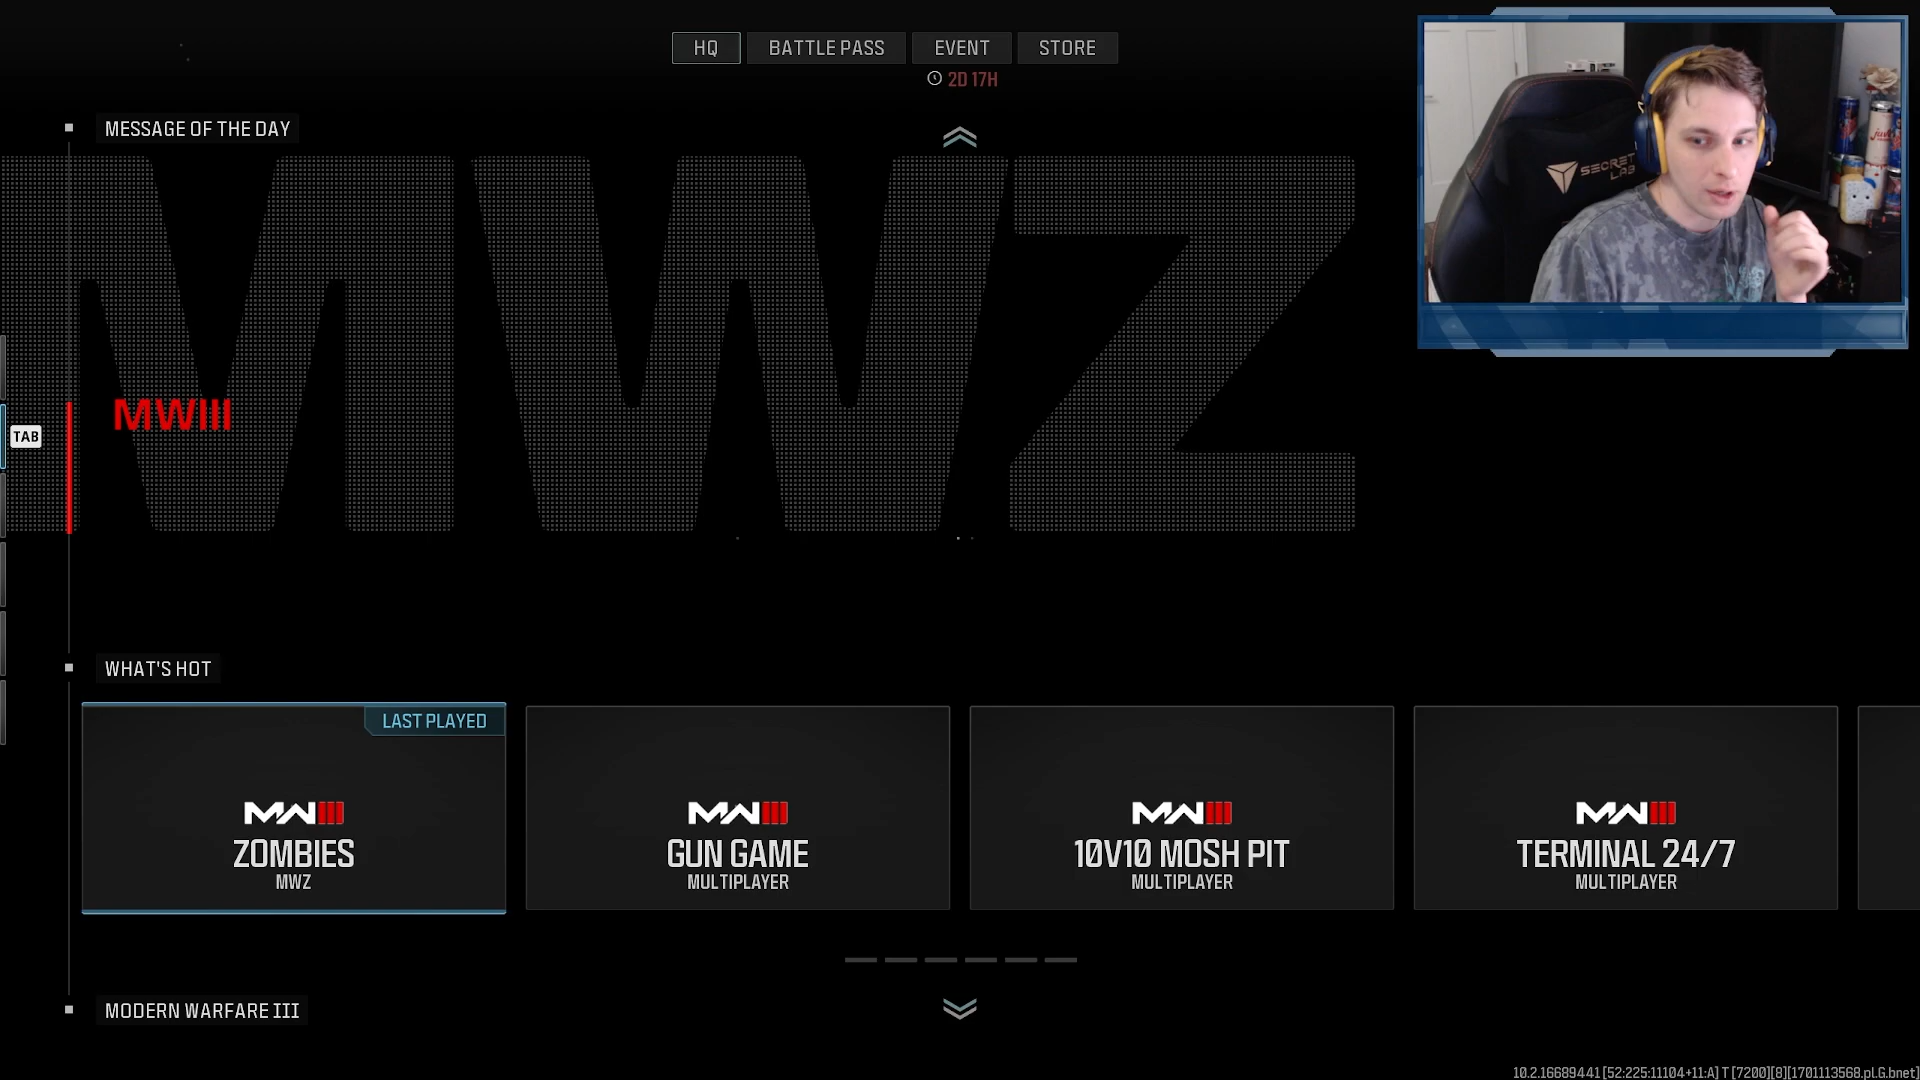 HQ
BATTLE PASS
EVENT
STORE
2D 17H
MESSAGE OF THE DAY
MWZ
MWIII
TAB
SECRET
LAB
WHAT'S HOT
LAST PLAYED
MWIII
ZOMBIES
MWZ
MWIII
GUN GAME
MULTIPLAYER
MWIII
10V10 MOSH PIT
MULTIPLAYER
MWIII
TERMINAL 24/7
MULTIPLAYER
MODERN WARFARE III
10.2.16689441 [52:225:11104+11:A] T [7200][8][1701113568.pl.G.bnet]